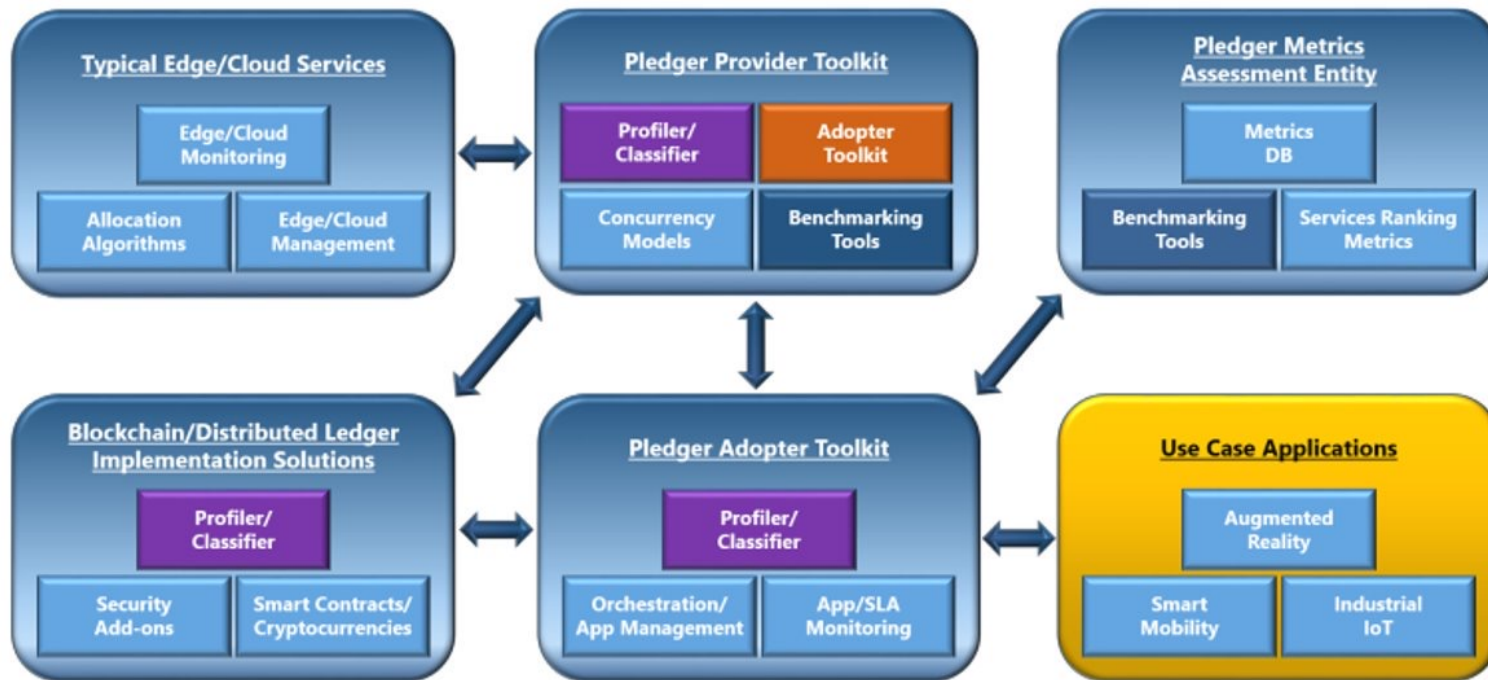 Typical Edge/Cloud Services
Edge/Cloud
Monitoring
Allocation
Algorithms
Edge/Cloud
Management
Pledger Provider Toolkit
Profiler/
Classifier
Adopter
Toolkit
Concurrency
Models
Benchmarking
Tools
Pledger Metrics
Assessment Entity
Metrics
DB
Benchmarking
Tools
Services Ranking
Metrics
Blockchain/Distributed Ledger
Implementation Solutions
Profiler/
Classifier
Security
Add-ons
Smart Contracts/
Cryptocurrencies
Pledger Adopter Toolkit
Profiler/
Classifier
Orchestration/
App Management
App/SLA
Monitoring
Use Case Applications
Augmented
Reality
Smart
Mobility
Industrial
IoT